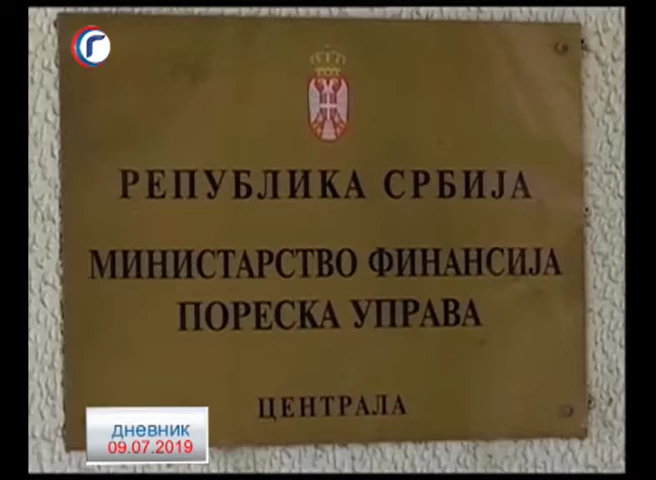 РЕПУБЛИКА СРБИЈА
МИНИСТАРСТВО ФИНАНСИЈА
ПОРЕСКА УПРАВА
ЦЕНТРАЛА
дневник
09.07.2019